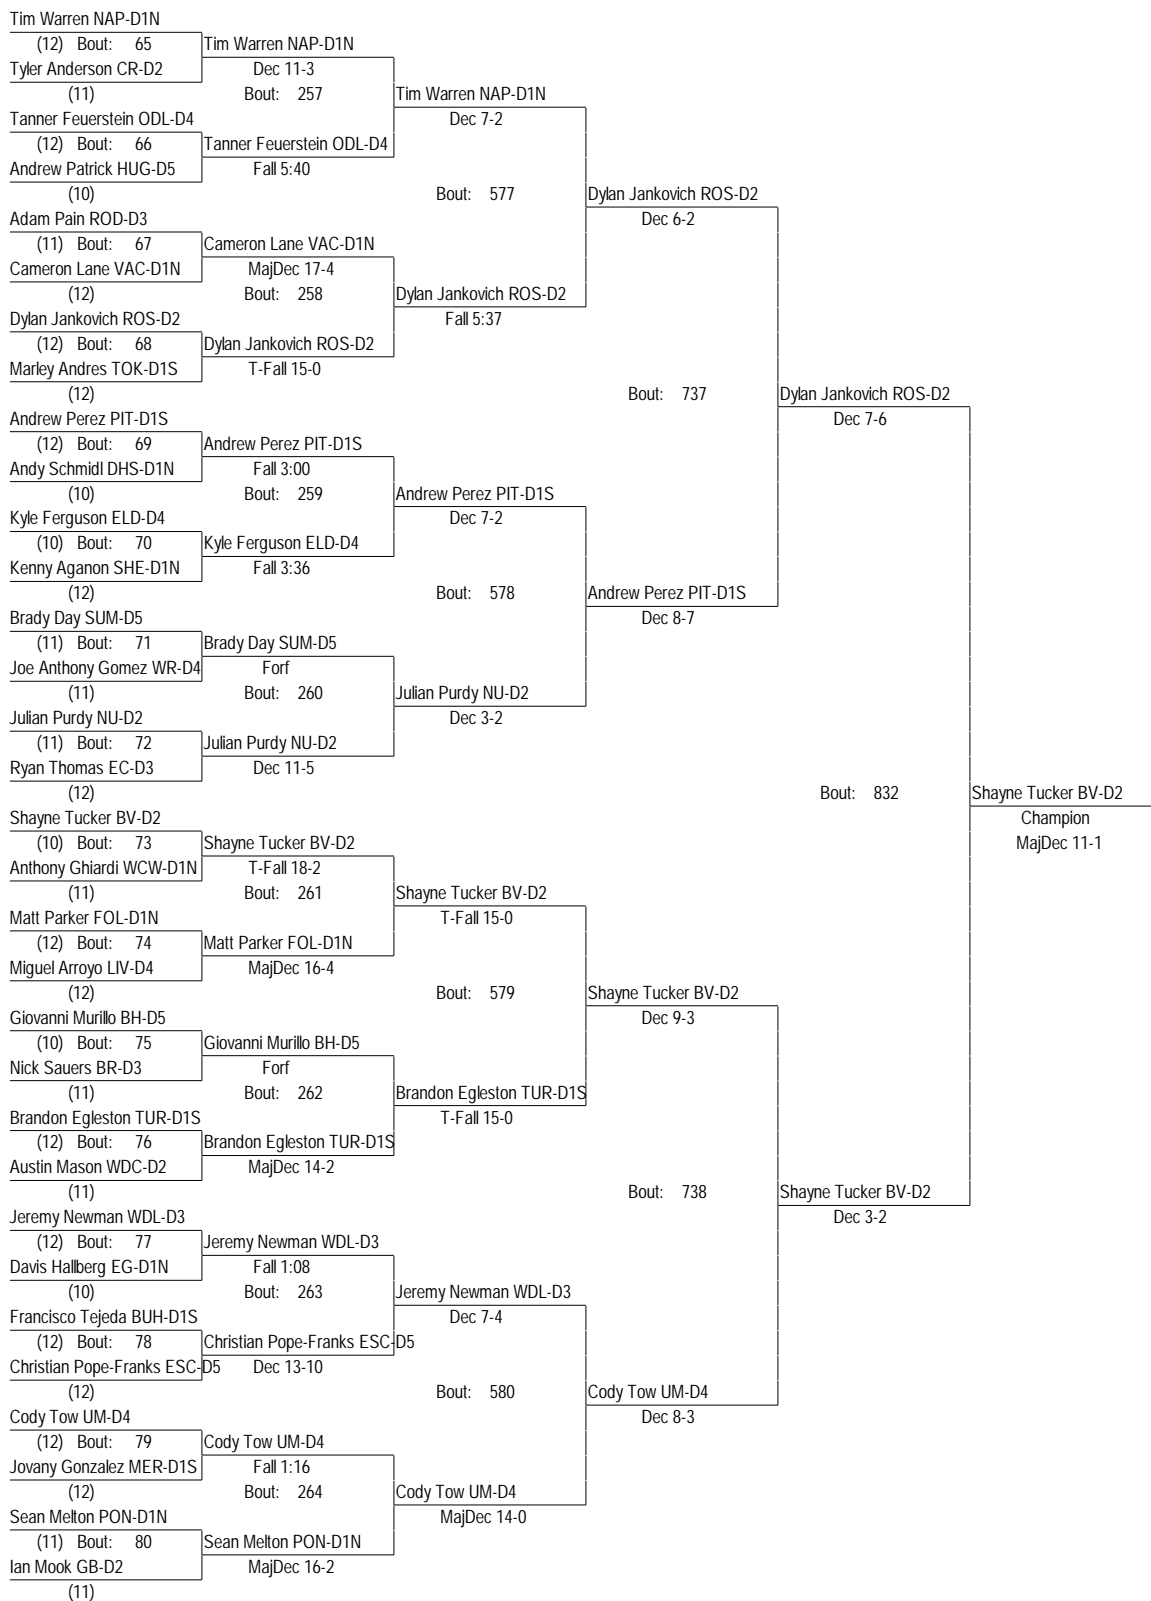 Tim Warren NAP-D1N
(12) Bout: 65 Tim Warren NAP-D1N
Tyler Anderson CR-D2 Dec 11-3
(11) Bout: 257 Tim Warren NAP-D1N
Tanner Feuerstein ODL-D4 Dec 7-2
(12) Bout: 66 Tanner Feuerstein ODL-D4
Andrew Patrick HUG-D5 Fall 5:40
(10) Bout: 577 Dylan Jankovich ROS-D2
Adam Pain ROD-D3 Dec 6-2
(11) Bout: 67 Cameron Lane VAC-D1N
Cameron Lane VAC-D1N MajDec 17-4
(12) Bout: 258 Dylan Jankovich ROS-D2
Dylan Jankovich ROS-D2 Fall 5:37
(12) Bout: 68 Dylan Jankovich ROS-D2
Marley Andres TOK-D1S T-Fall 15-0
(12) Bout: 737 Dylan Jankovich ROS-D2
Andrew Perez PIT-D1S Dec 7-6
(12) Bout: 69 Andrew Perez PIT-D1S
Andy Schmidl DHS-D1N Fall 3:00
(10) Bout: 259 Andrew Perez PIT-D1S
Kyle Ferguson ELD-D4 Dec 7-2
(10) Bout: 70 Kyle Ferguson ELD-D4
Kenny Aganon SHE-D1N Fall 3:36
(12) Bout: 578 Andrew Perez PIT-D1S
Brady Day SUM-D5 Dec 8-7
(11) Bout: 71 Brady Day SUM-D5
Joe Anthony Gomez WR-D4 Forf
(11) Bout: 260 Julian Purdy NU-D2
Julian Purdy NU-D2 Dec 3-2
(11) Bout: 72 Julian Purdy NU-D2
Ryan Thomas EC-D3 Dec 11-5
(12) Bout: 832 Shayne Tucker BV-D2
Shayne Tucker BV-D2 Champion
(10) Bout: 73 Shayne Tucker BV-D2 MajDec 11-1
Anthony Ghiardi WCW-D1N T-Fall 18-2
(11) Bout: 261 Shayne Tucker BV-D2
Matt Parker FOL-D1N T-Fall 15-0
(12) Bout: 74 Matt Parker FOL-D1N
Miguel Arroyo LIV-D4 MajDec 16-4
(12) Bout: 579 Shayne Tucker BV-D2
Giovanni Murillo BH-D5 Dec 9-3
(10) Bout: 75 Giovanni Murillo BH-D5
Nick Sauers BR-D3 Forf
(11) Bout: 262 Brandon Egleston TUR-D1S
Brandon Egleston TUR-D1S T-Fall 15-0
(12) Bout: 76 Brandon Egleston TUR-D1S
Austin Mason WDC-D2 MajDec 14-2
(11) Bout: 738 Shayne Tucker BV-D2
Jeremy Newman WDL-D3 Dec 3-2
(12) Bout: 77 Jeremy Newman WDL-D3
Davis Hallberg EG-D1N Fall 1:08
(10) Bout: 263 Jeremy Newman WDL-D3
Francisco Tejeda BUH-D1S Dec 7-4
(12) Bout: 78 Christian Pope-Franks ESC-D5
Christian Pope-Franks ESC-D5 Dec 13-10
(12) Bout: 580 Cody Tow UM-D4
Cody Tow UM-D4 Dec 8-3
(12) Bout: 79 Cody Tow UM-D4
Jovany Gonzalez MER-D1S Fall 1:16
(12) Bout: 264 Cody Tow UM-D4
Sean Melton PON-D1N MajDec 14-0
(11) Bout: 80 Sean Melton PON-D1N
Ian Mook GB-D2 MajDec 16-2
(11)